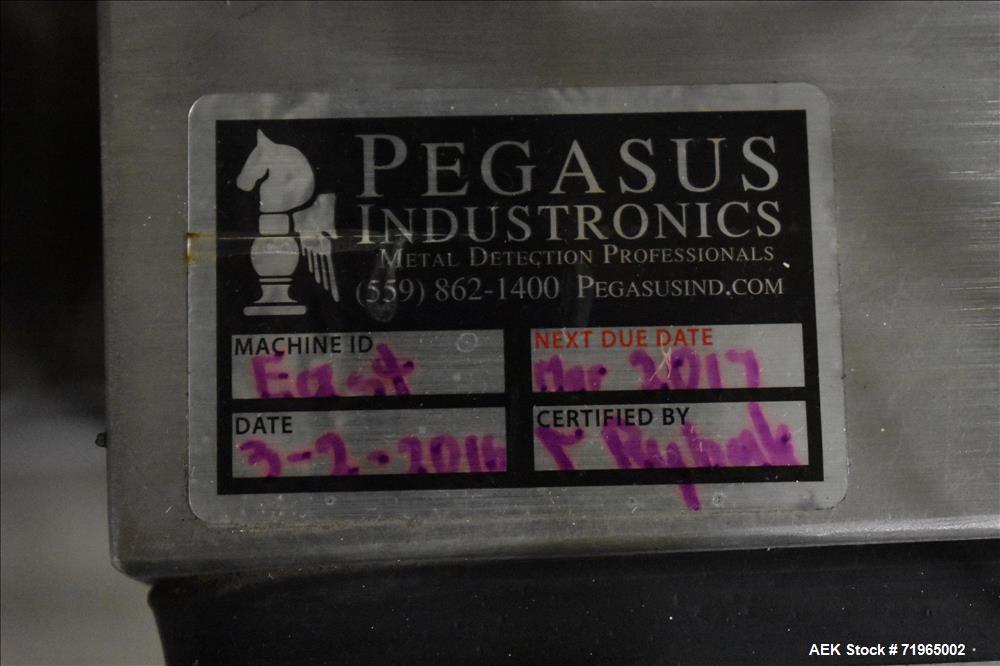 PEGASUS
INDUSTRONICS
METAL DETECTION PROFESSIONALS
(559) 862-1400 PEGASUSIND.COM
MACHINE ID
East
NEXT DUE DATE
Mar 2017
DATE
3-2-2016
CERTIFIED BY
AEK Stock # 71965002